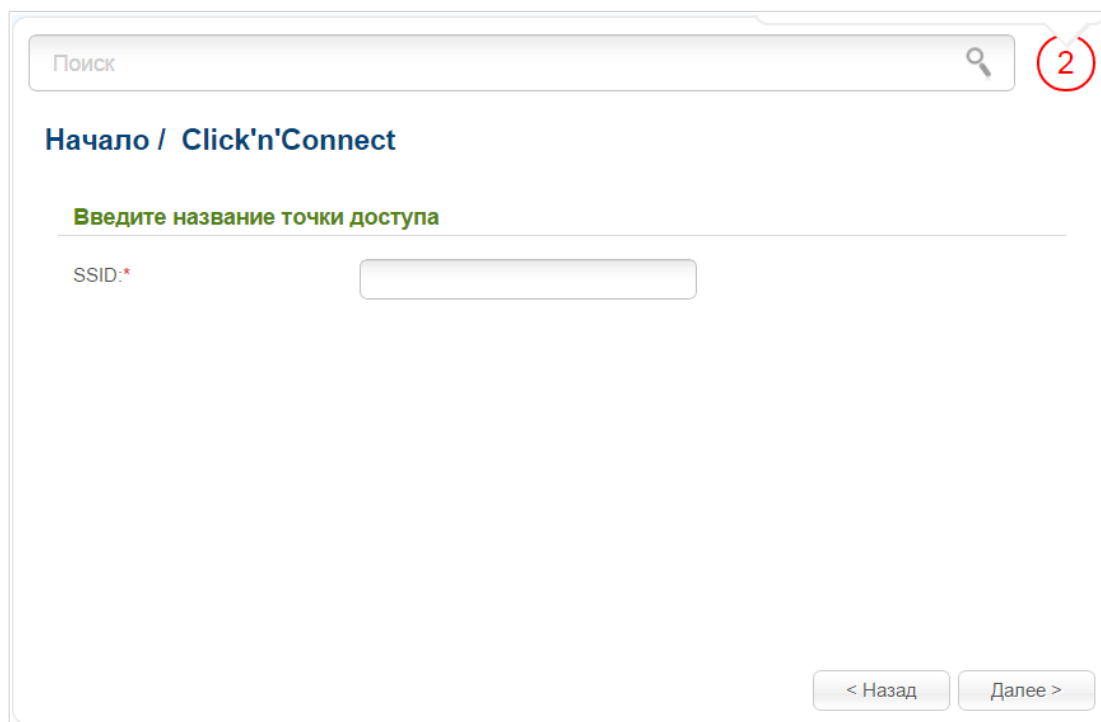 Поиск
2
Начало / Click'n'Connect
Введите название точки доступа
SSID:*
< Назад
Далее >